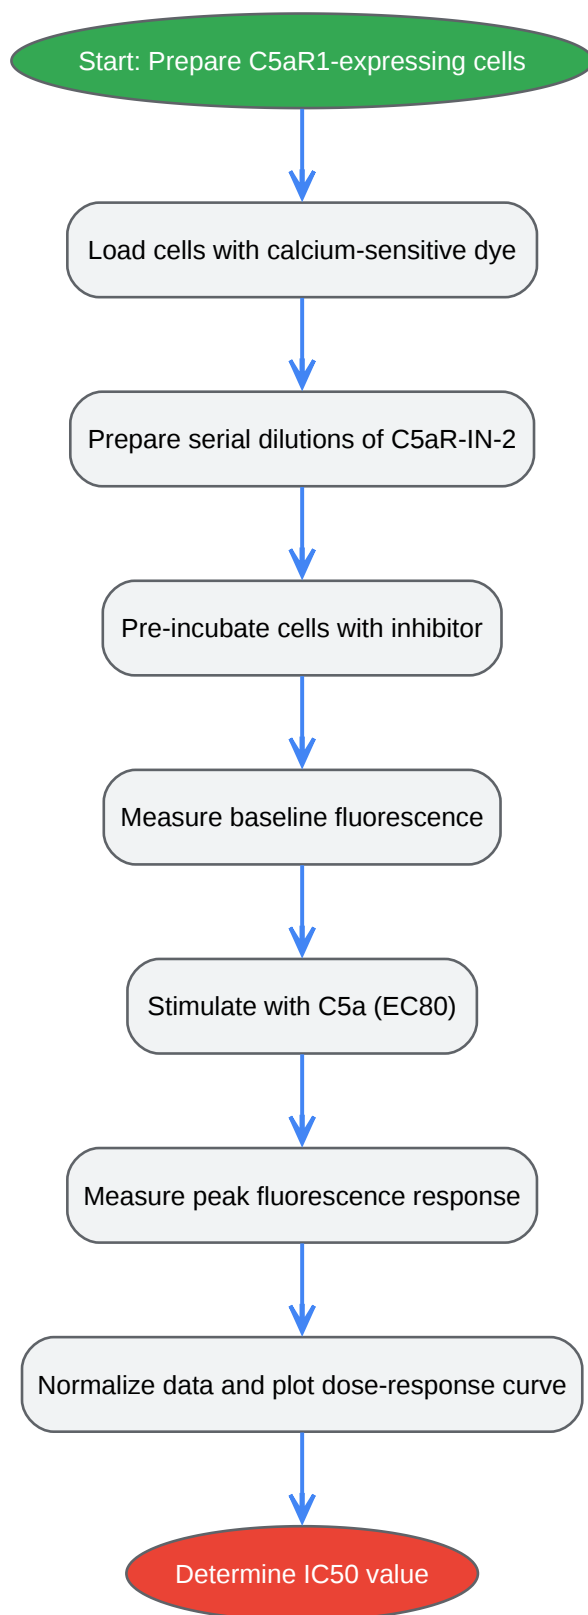 Start: Prepare C5aR1-expressing cells
Load cells with calcium-sensitive dye
Prepare serial dilutions of C5aR-IN-2
Pre-incubate cells with inhibitor
Measure baseline fluorescence
Stimulate with C5a (EC80)
Measure peak fluorescence response
Normalize data and plot dose-response curve
Determine IC50 value